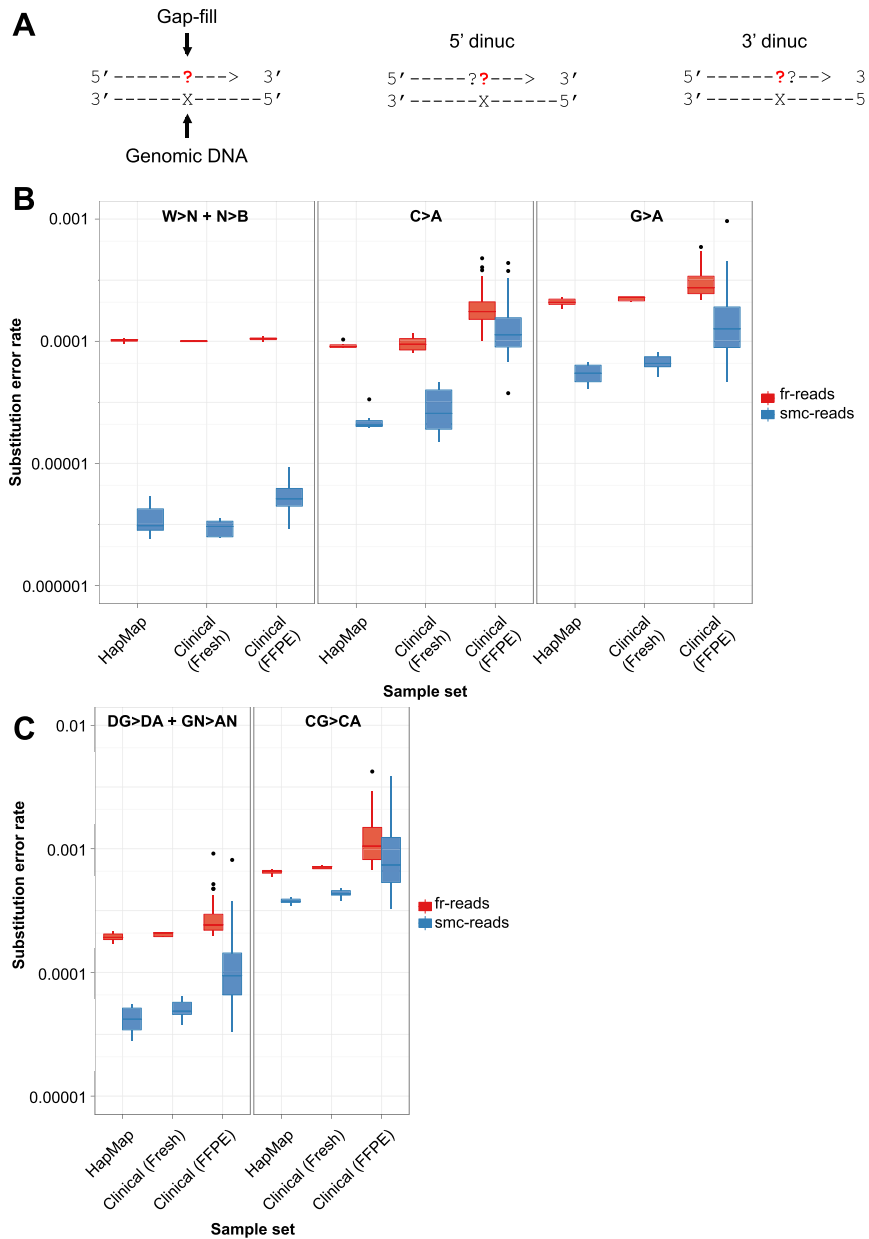 A
Gap-fill
5′ dinuc
3′ dinuc
5′------?--->  3′
3′------X------5′
5′-----??--->  3′
3′------X------5′
5′------??-->  3
3′------X------5
Genomic DNA
B
W>N + N>B
C>A
G>A
Substitution error rate
0.001
0.0001
0.00001
0.000001
HapMap
Clinical
(Fresh)
Clinical
(FFPE)
HapMap
Clinical
(Fresh)
Clinical
(FFPE)
HapMap
Clinical
(Fresh)
Clinical
(FFPE)
Sample set
fr-reads
smc-reads
C
DG>DA + GN>AN
CG>CA
Substitution error rate
0.01
0.001
0.0001
0.00001
HapMap
Clinical (Fresh)
Clinical (FFPE)
HapMap
Clinical (Fresh)
Clinical (FFPE)
Sample set
fr-reads
smc-reads